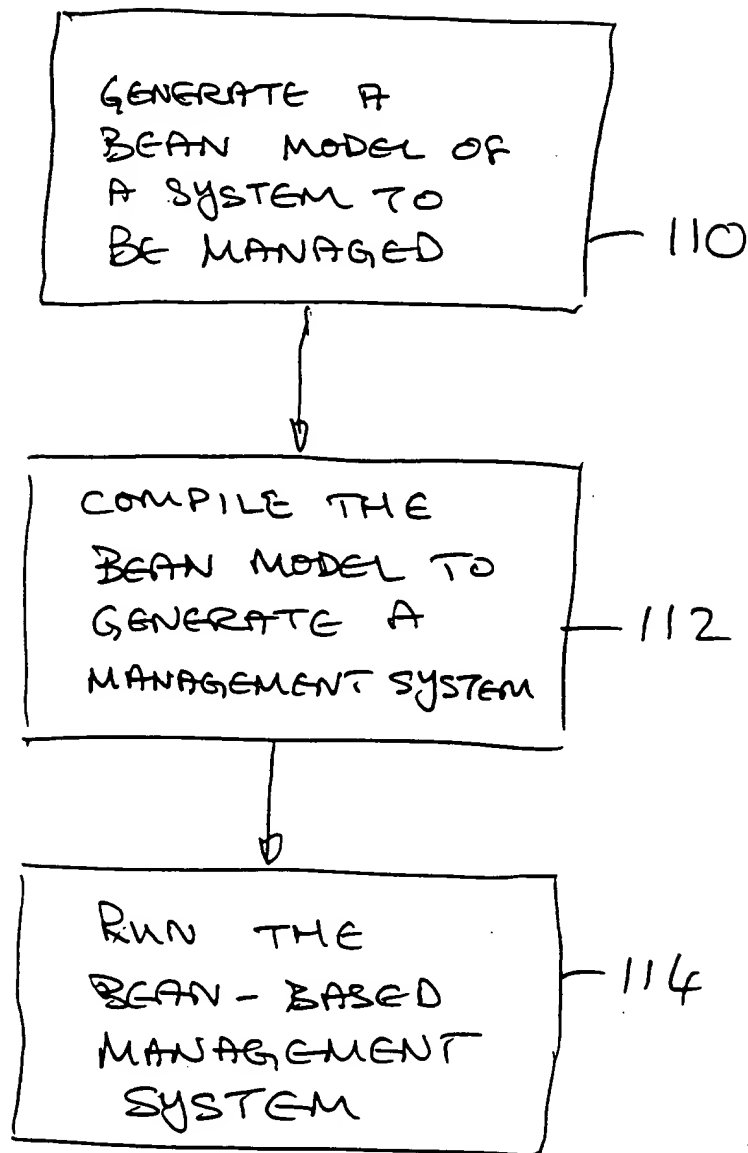 GENERATE A
BEAN MODEL OF
A SYSTEM TO
BE MANAGED
110
COMPILE THE
BEAN MODEL TO
GENERATE A
MANAGEMENT SYSTEM
112
RUN THE
BEAN-BASED
MANAGEMENT
SYSTEM
114